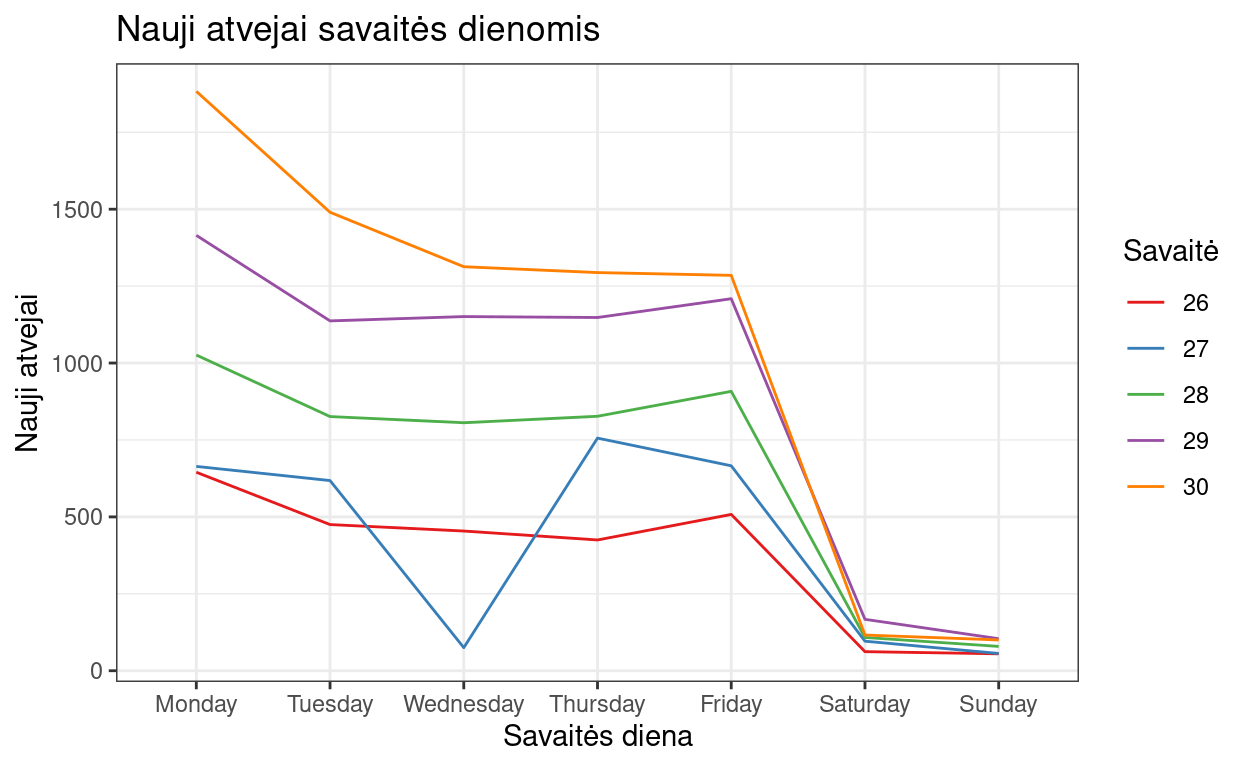 Nauji atvejai savaitės dienomis
Nauji atvejai
1500
1000
500
0
Monday Tuesday Wednesday Thursday Friday Saturday Sunday
Savaitės diena
Savaitė
26
27
28
29
30